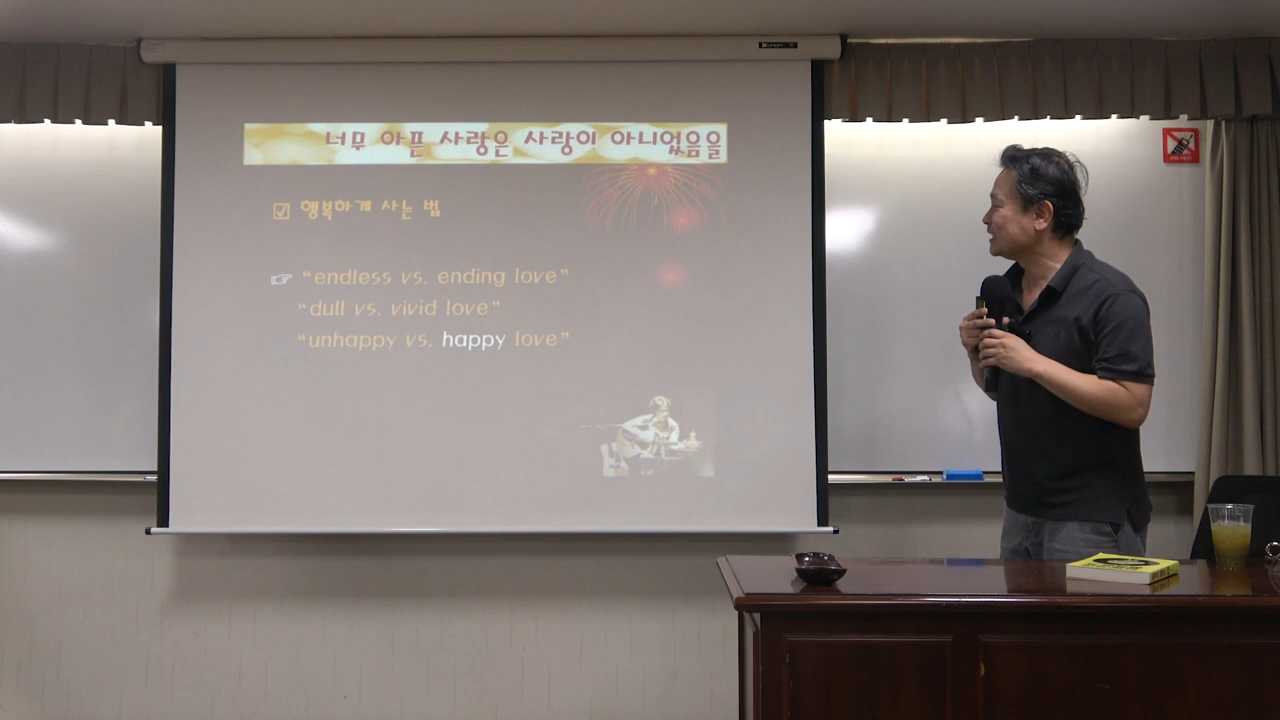 너무 아픈 사랑은 사랑이 아니었음을
행복하게 사는 법
“endless vs. ending love”
“dull vs. vivid love”
“unhappy vs. happy love”